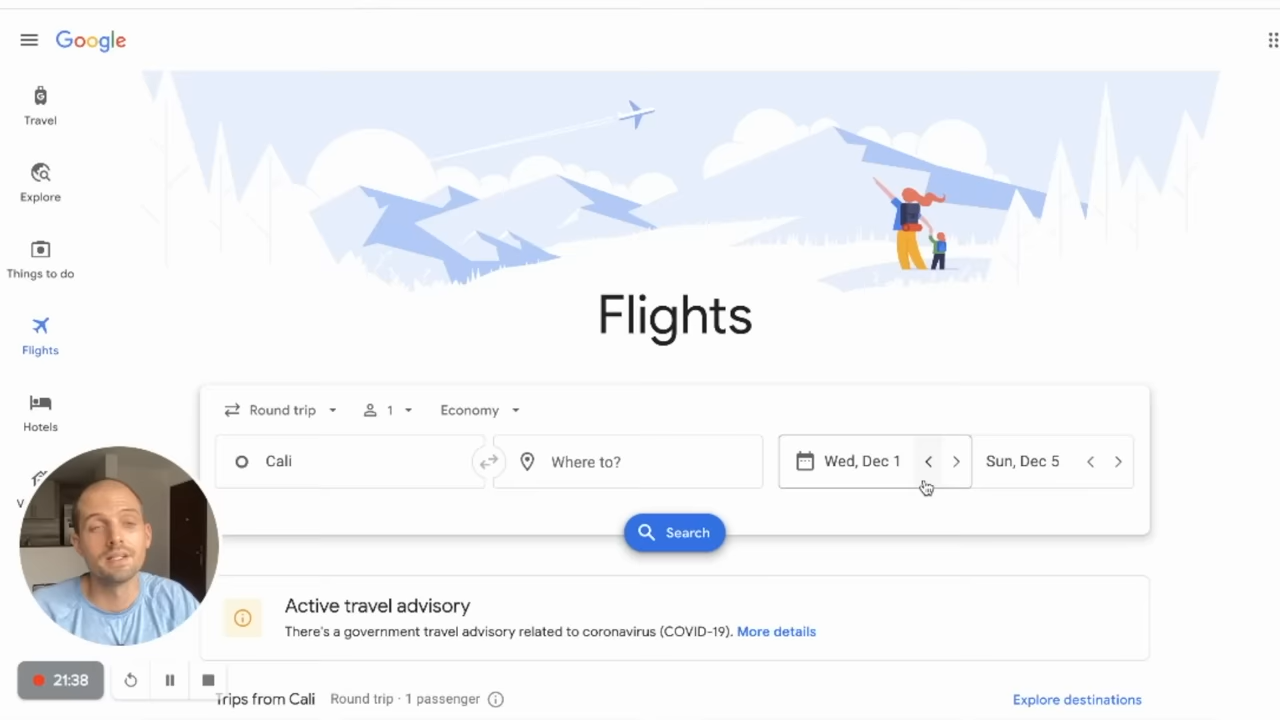 Google
Travel
Explore
Things to do
Flights
Hotels
V
Flights
Round trip
1
Economy
Cali
Where to?
Wed, Dec 1
Sun, Dec 5
Search
Active travel advisory
There's a government travel advisory related to coronavirus (COVID-19). More details
21:38
Trips from Cali
Round trip · 1 passenger
Explore destinations